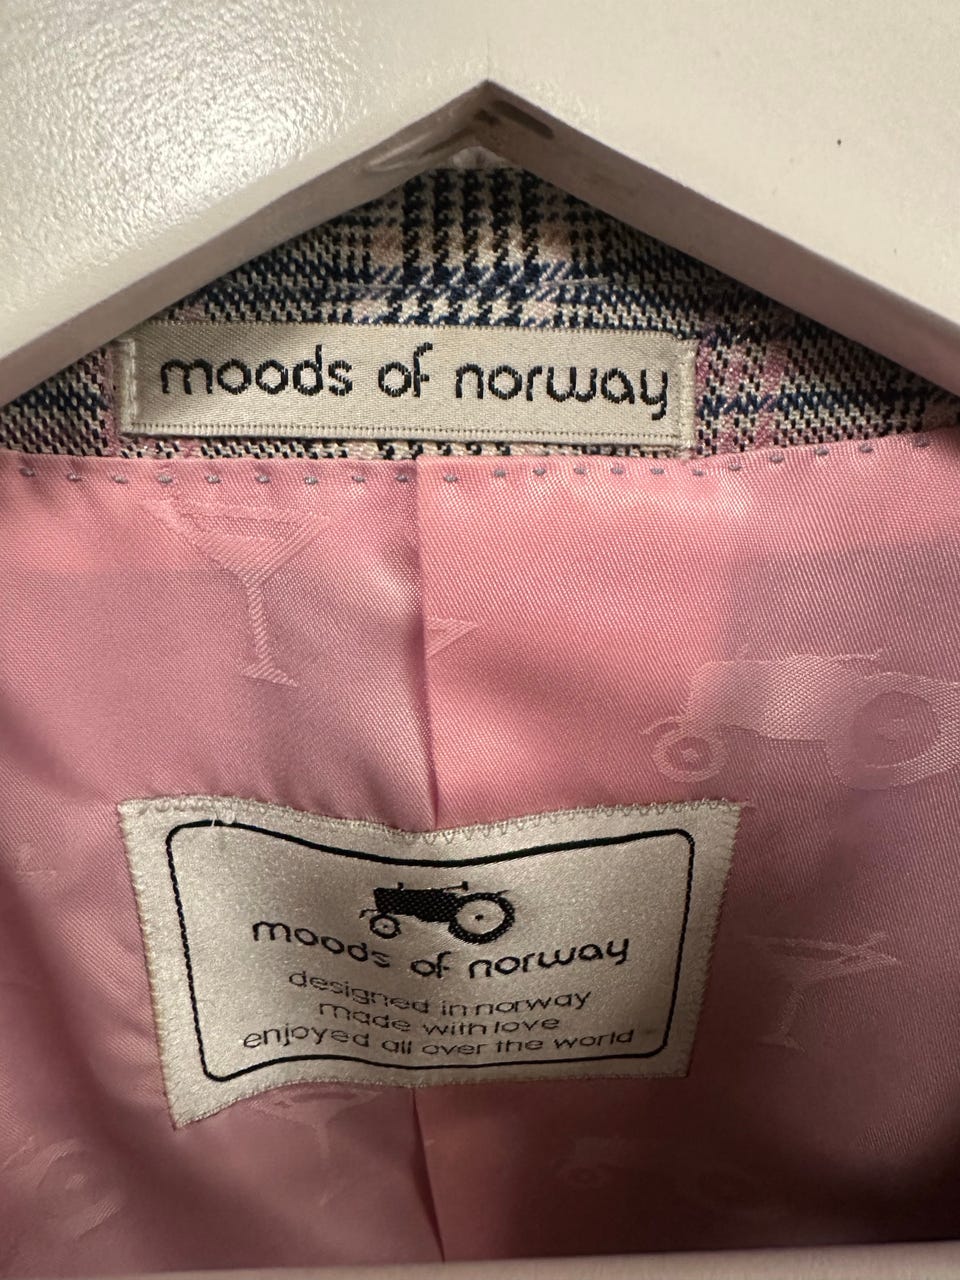 moods of norway
moods of norway
designed in norway
made with love
enjoyed all over the world